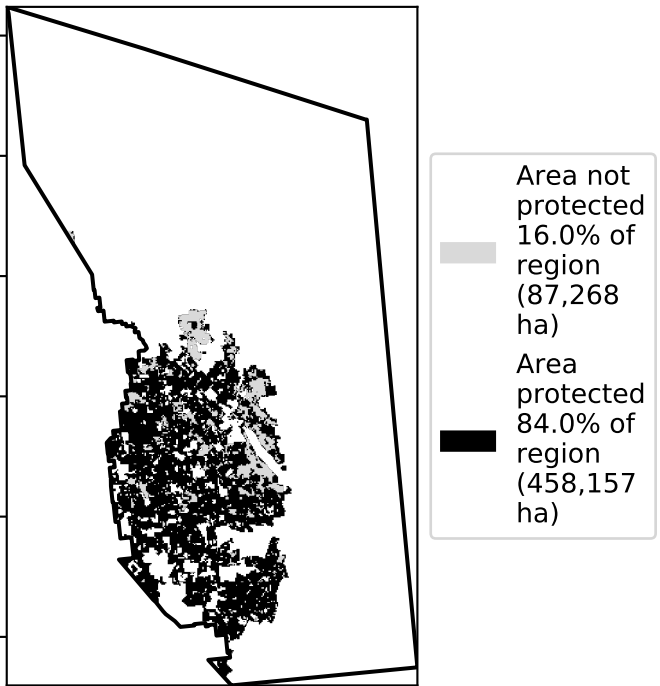 Area not
protected
16.0% of
region
(87,268
ha)
Area
protected
84.0% of
region
(458,157
ha)